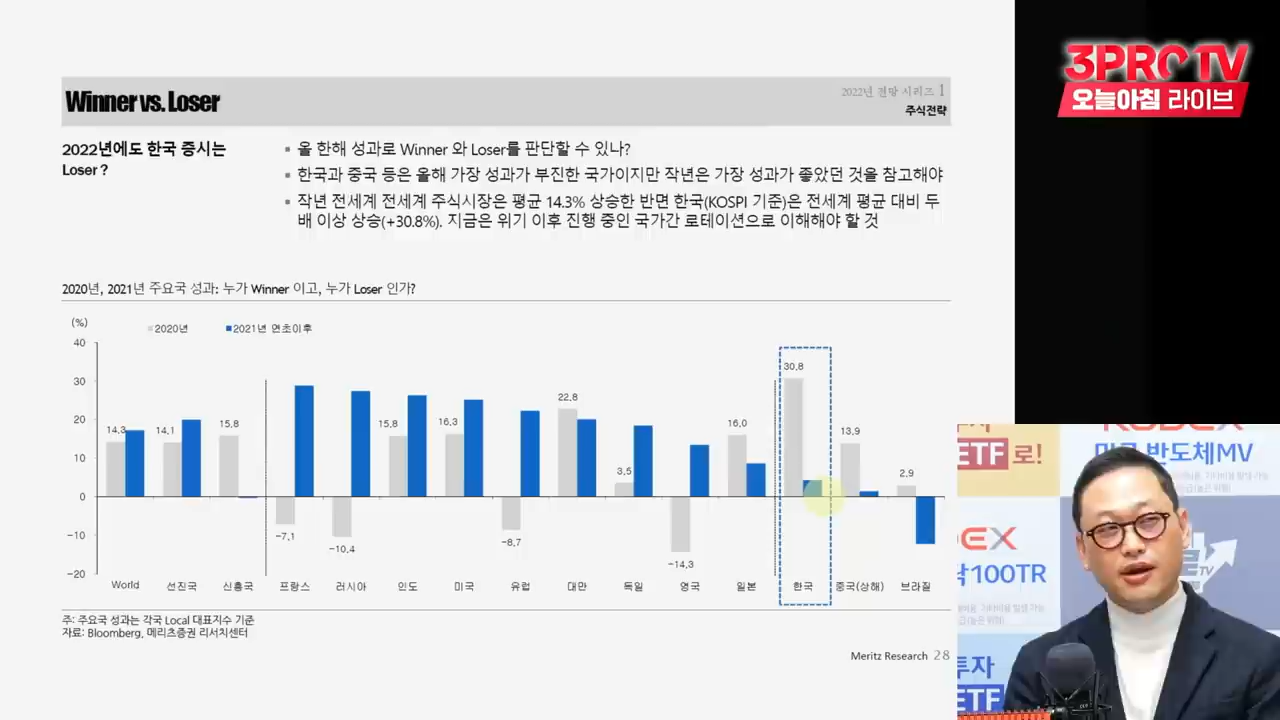 3PROTV
오늘아침 라이브
Winner vs. Loser
2022년 전망 시리즈 1
주식전략
2022년에도 한국 증시는
Loser ?
올 한해 성과로 Winner 와 Loser를 판단할 수 있나?
한국과 중국 등은 올해 가장 성과가 부진한 국가이지만 작년은 가장 성과가 좋았던 것을 참고해야
작년 전세계 전세계 주식시장은 평균 14.3% 상승한 반면 한국(KOSPI 기준)은 전세계 평균 대비 두
배 이상 상승(+30.8%). 지금은 위기 이후 진행 중인 국가간 로테이션으로 이해해야 할 것
2020년, 2021년 주요국 성과: 누가 Winner 이고, 누가 Loser 인가?
(%)
2020년 2021년 연초이후
40
30
20
10
0
-10
-20
14.3 14.1 15.8 -7.1 -10.4 15.8 16.3 -8.7 22.8 3.5 -14.3 16.0 30.8 13.9 2.9
World 선진국 신흥국 프랑스 러시아 인도 미국 유럽 대만 독일 영국 일본 한국 중국(상해) 브라질
주: 주요국 성과는 각국 Local 대표지수 기준
자료: Bloomberg, 메리츠증권 리서치센터
Meritz Research 28
ETF 로!
KODEX
미국 반도체MV
EX
100TR
TV
투자
ETF